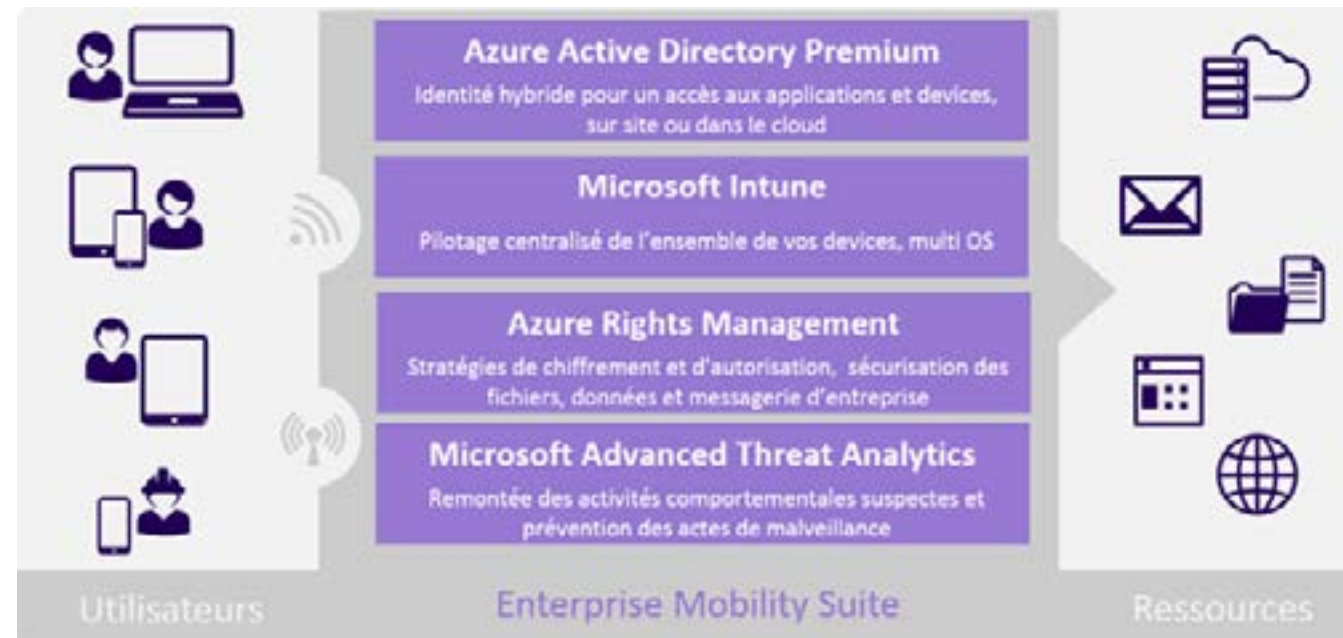 Azure Active Directory Premium
Identité hybride pour un accès aux applications et devices,
sur site ou dans le cloud
Microsoft Intune
Pilotage centralisé de l'ensemble de vos devices, multi OS
Azure Rights Management
Stratégies de chiffrement et d'autorisation, sécurisation des
fichiers, données et messagerie d'entreprise
Microsoft Advanced Threat Analytics
Remontée des activités comportementales suspectes et
prévention des actes de malveillance
Utilisateurs
Enterprise Mobility Suite
Ressources